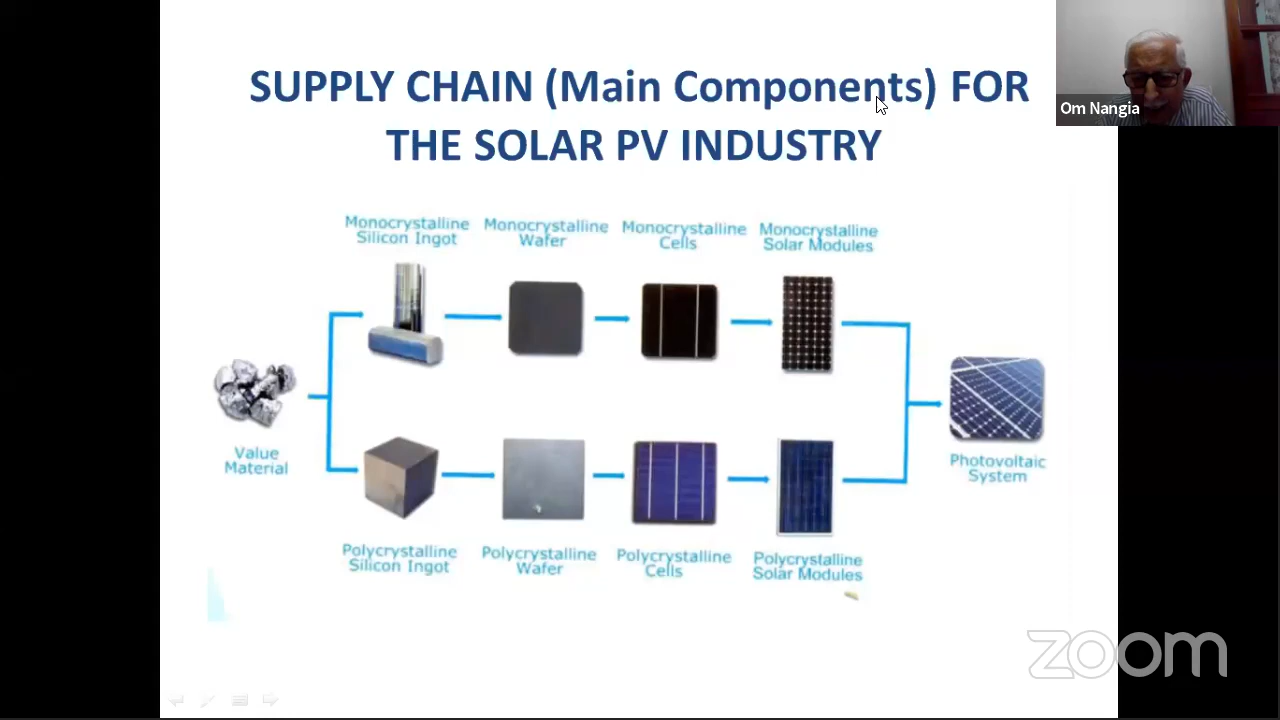 SUPPLY CHAIN (Main Components) FOR
THE SOLAR PV INDUSTRY
Om Nangia
Monocrystalline
Silicon Ingot
Monocrystalline
Wafer
Monocrystalline
Cells
Monocrystalline
Solar Modules
Value
Material
Photovoltaic
System
Polycrystalline
Silicon Ingot
Polycrystalline
Wafer
Polycrystalline
Cells
Polycrystalline
Solar Modules
zoom